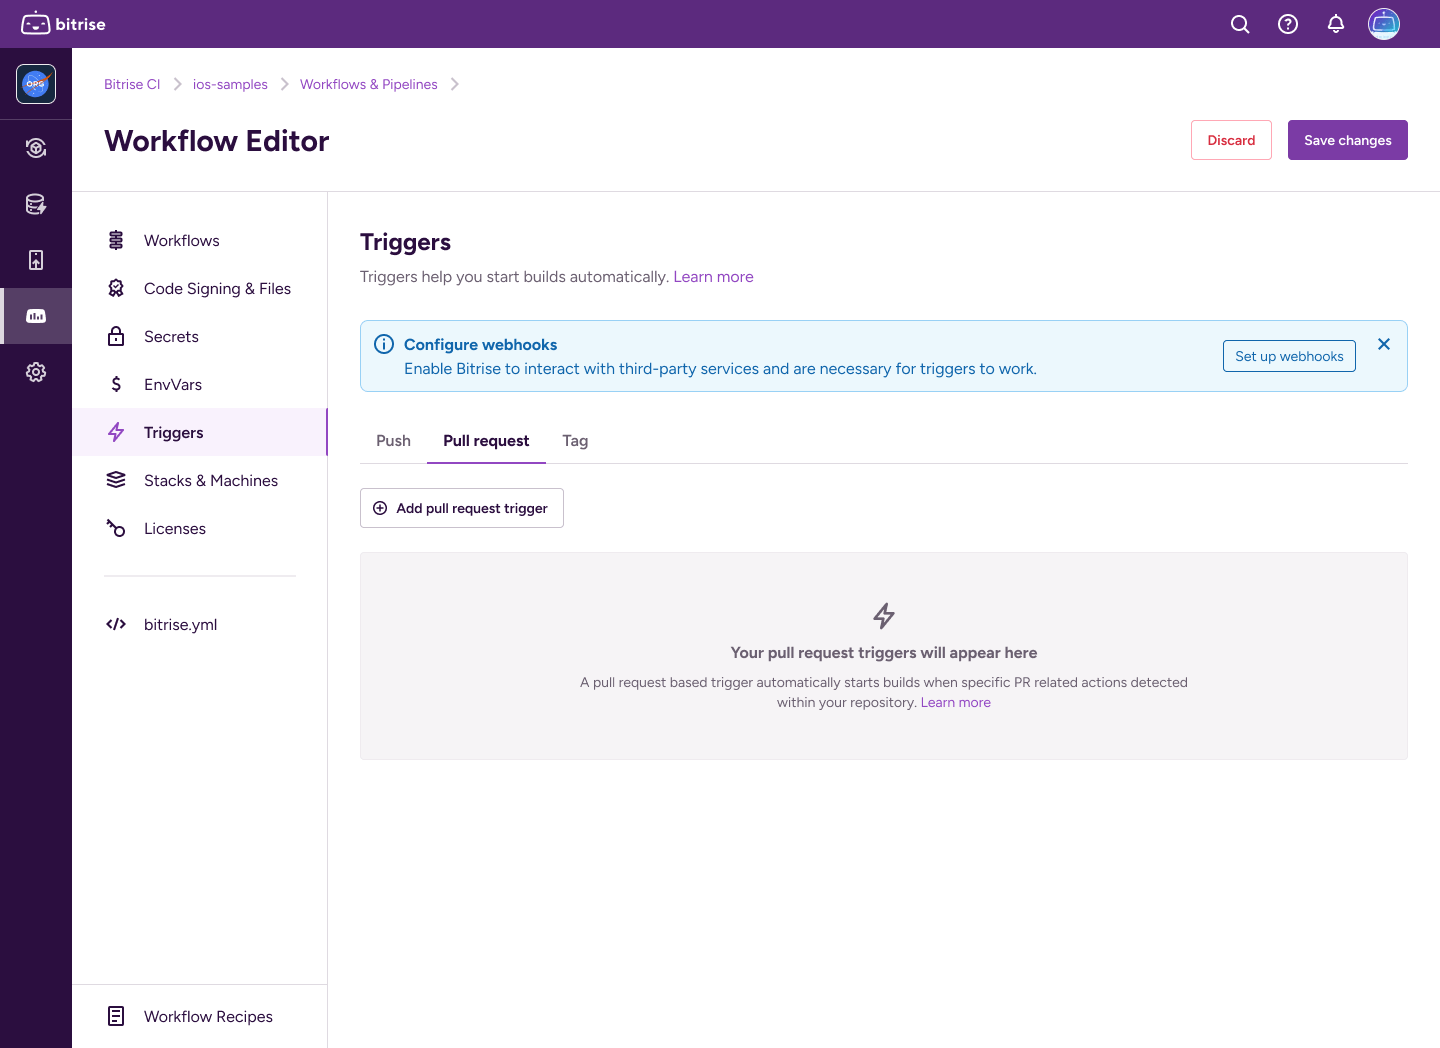 bitrise
ORG
Bitrise CI
ios-samples
Workflows & Pipelines
Workflow Editor
Discard
Save changes
Workflows
Code Signing & Files
Secrets
$ EnvVars
Triggers
Stacks & Machines
Licenses
</> bitrise.yml
Workflow Recipes
Triggers
Triggers help you start builds automatically. Learn more
Configure webhooks
Enable Bitrise to interact with third-party services and are necessary for triggers to work.
Set up webhooks
Push
Pull request
Tag
Add pull request trigger
Your pull request triggers will appear here
A pull request based trigger automatically starts builds when specific PR related actions detected
within your repository. Learn more